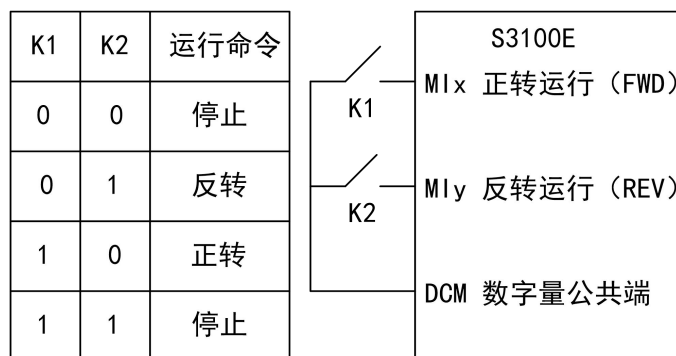 K1 K2 运行命令
0 0 停止
0 1 反转
1 0 正转
1 1 停止
S3100E
K1
MIx 正转运行（FWD）
K2
MIy 反转运行（REV）
DCM 数字量公共端